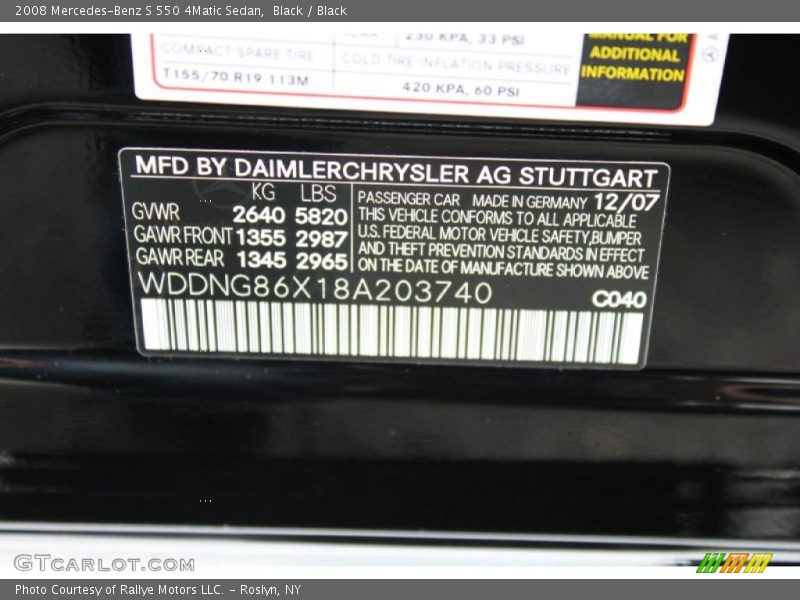 2008 Mercedes-Benz S 550 4Matic Sedan,  Black / Black
230 KPA, 33 PSI
COMPACT SPARE TIRE
COLD TIRE INFLATION PRESSURE
T155/70 R19 113M
420 KPA, 60 PSI
MANUAL FOR
ADDITIONAL
INFORMATION
MFD BY DAIMLERCHRYSLER AG STUTTGART
KG LBS
GVWR 2640 5820
GAWR FRONT 1355 2987
GAWR REAR 1345 2965
PASSENGER CAR MADE IN GERMANY 12/07
THIS VEHICLE CONFORMS TO ALL APPLICABLE
U.S. FEDERAL MOTOR VEHICLE SAFETY,BUMPER
AND THEFT PREVENTION STANDARDS IN EFFECT
ON THE DATE OF MANUFACTURE SHOWN ABOVE
WDDNG86X18A203740
C040
GTCARLOT.COM
Photo Courtesy of Rallye Motors LLC. - Roslyn, NY